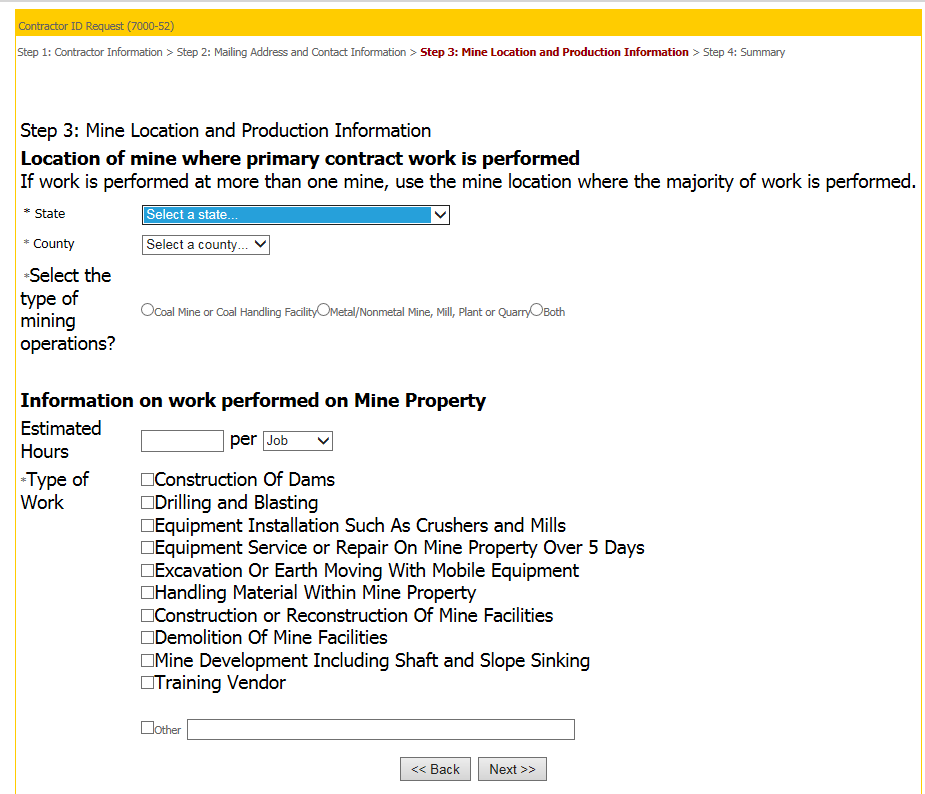 Contractor ID Request (7000-52)
Step 1: Contractor Information > Step 2: Mailing Address and Contact Information > Step 3: Mine Location and Production Information > Step 4: Summary
Step 3: Mine Location and Production Information
Location of mine where primary contract work is performed
If work is performed at more than one mine, use the mine location where the majority of work is performed.
* State Select a state...
* County Select a county...
*Select the
type of
mining
operations?
Coal Mine or Coal Handling Facility Metal/Nonmetal Mine, Mill, Plant or Quarry Both
Information on work performed on Mine Property
Estimated
Hours
per Job
*Type of
Work
Construction Of Dams
Drilling and Blasting
Equipment Installation Such As Crushers and Mills
Equipment Service or Repair On Mine Property Over 5 Days
Excavation Or Earth Moving With Mobile Equipment
Handling Material Within Mine Property
Construction or Reconstruction Of Mine Facilities
Demolition Of Mine Facilities
Mine Development Including Shaft and Slope Sinking
Training Vendor
Other
<< Back Next >>